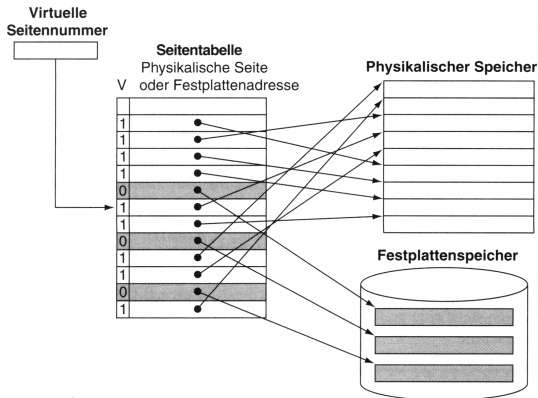 Virtuelle
Seitennummer
Seitentabelle
Physikalische Seite
V oder Festplattenadresse
Physikalischer Speicher
1
1
1
1
0
1
1
0
1
1
0
1
Festplattenspeicher